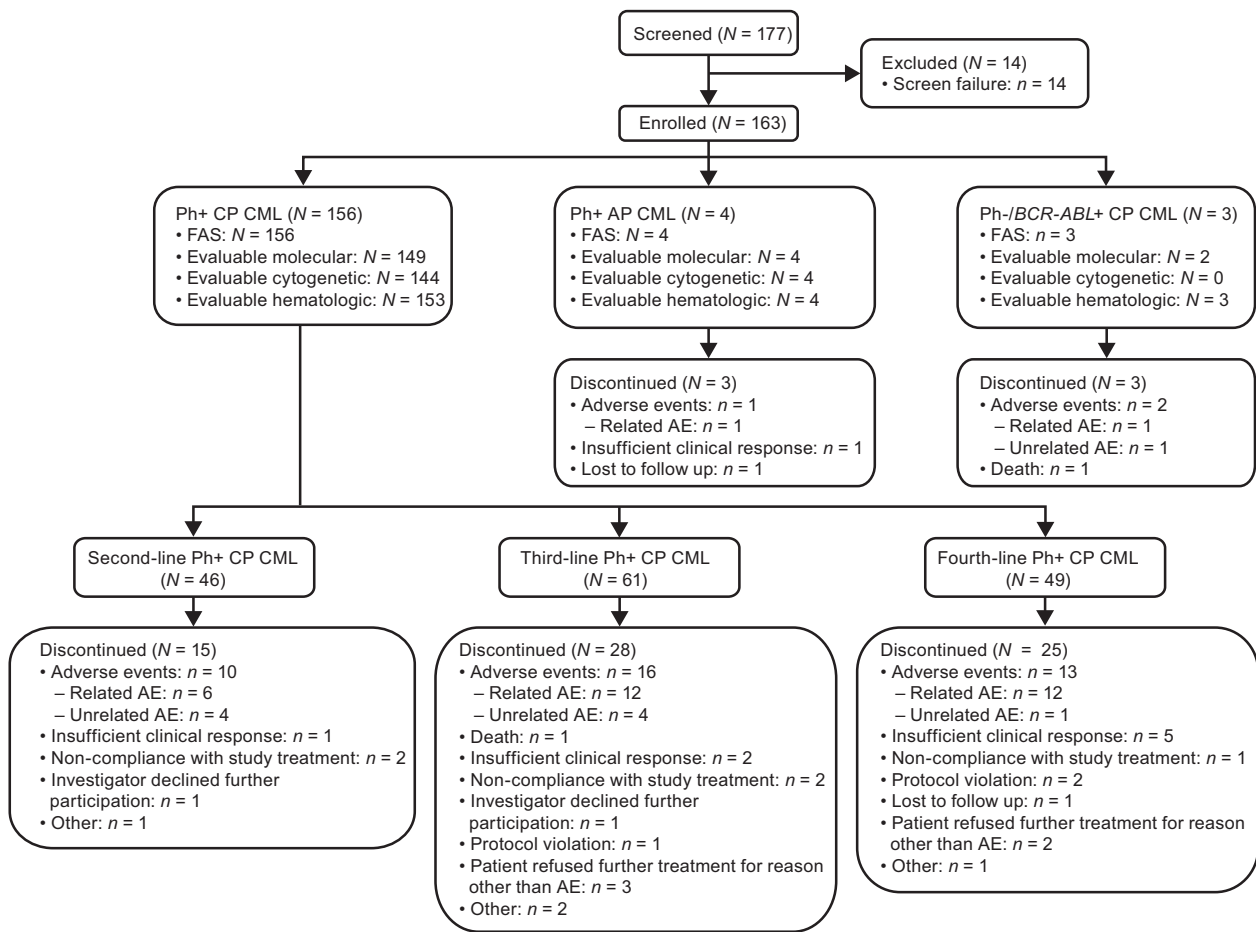 Screened (N = 177)
Excluded (N = 14)
• Screen failure: n = 14
Enrolled (N = 163)
Ph+ CP CML (N = 156)
• FAS: N = 156
• Evaluable molecular: N = 149
• Evaluable cytogenetic: N = 144
• Evaluable hematologic: N = 153
Ph+ AP CML (N = 4)
• FAS: N = 4
• Evaluable molecular: N = 4
• Evaluable cytogenetic: N = 4
• Evaluable hematologic: N = 4
Ph-/BCR-ABL+ CP CML (N = 3)
• FAS: n = 3
• Evaluable molecular: N = 2
• Evaluable cytogenetic: N = 0
• Evaluable hematologic: N = 3
Discontinued (N = 3)
• Adverse events: n = 1
– Related AE: n = 1
• Insufficient clinical response: n = 1
• Lost to follow up: n = 1
Discontinued (N = 3)
• Adverse events: n = 2
– Related AE: n = 1
– Unrelated AE: n = 1
• Death: n = 1
Second-line Ph+ CP CML
(N = 46)
Third-line Ph+ CP CML
(N = 61)
Fourth-line Ph+ CP CML
(N = 49)
Discontinued (N = 15)
• Adverse events: n = 10
– Related AE: n = 6
– Unrelated AE: n = 4
• Insufficient clinical response: n = 1
• Non-compliance with study treatment: n = 2
• Investigator declined further
participation: n = 1
• Other: n = 1
Discontinued (N = 28)
• Adverse events: n = 16
– Related AE: n = 12
– Unrelated AE: n = 4
• Death: n = 1
• Insufficient clinical response: n = 2
• Non-compliance with study treatment: n = 2
• Investigator declined further
participation: n = 1
• Protocol violation: n = 1
• Patient refused further treatment for reason
other than AE: n = 3
• Other: n = 2
Discontinued (N = 25)
• Adverse events: n = 13
– Related AE: n = 12
– Unrelated AE: n = 1
• Insufficient clinical response: n = 5
• Non-compliance with study treatment: n = 1
• Protocol violation: n = 2
• Lost to follow up: n = 1
• Patient refused further treatment for reason
other than AE: n = 2
• Other: n = 1